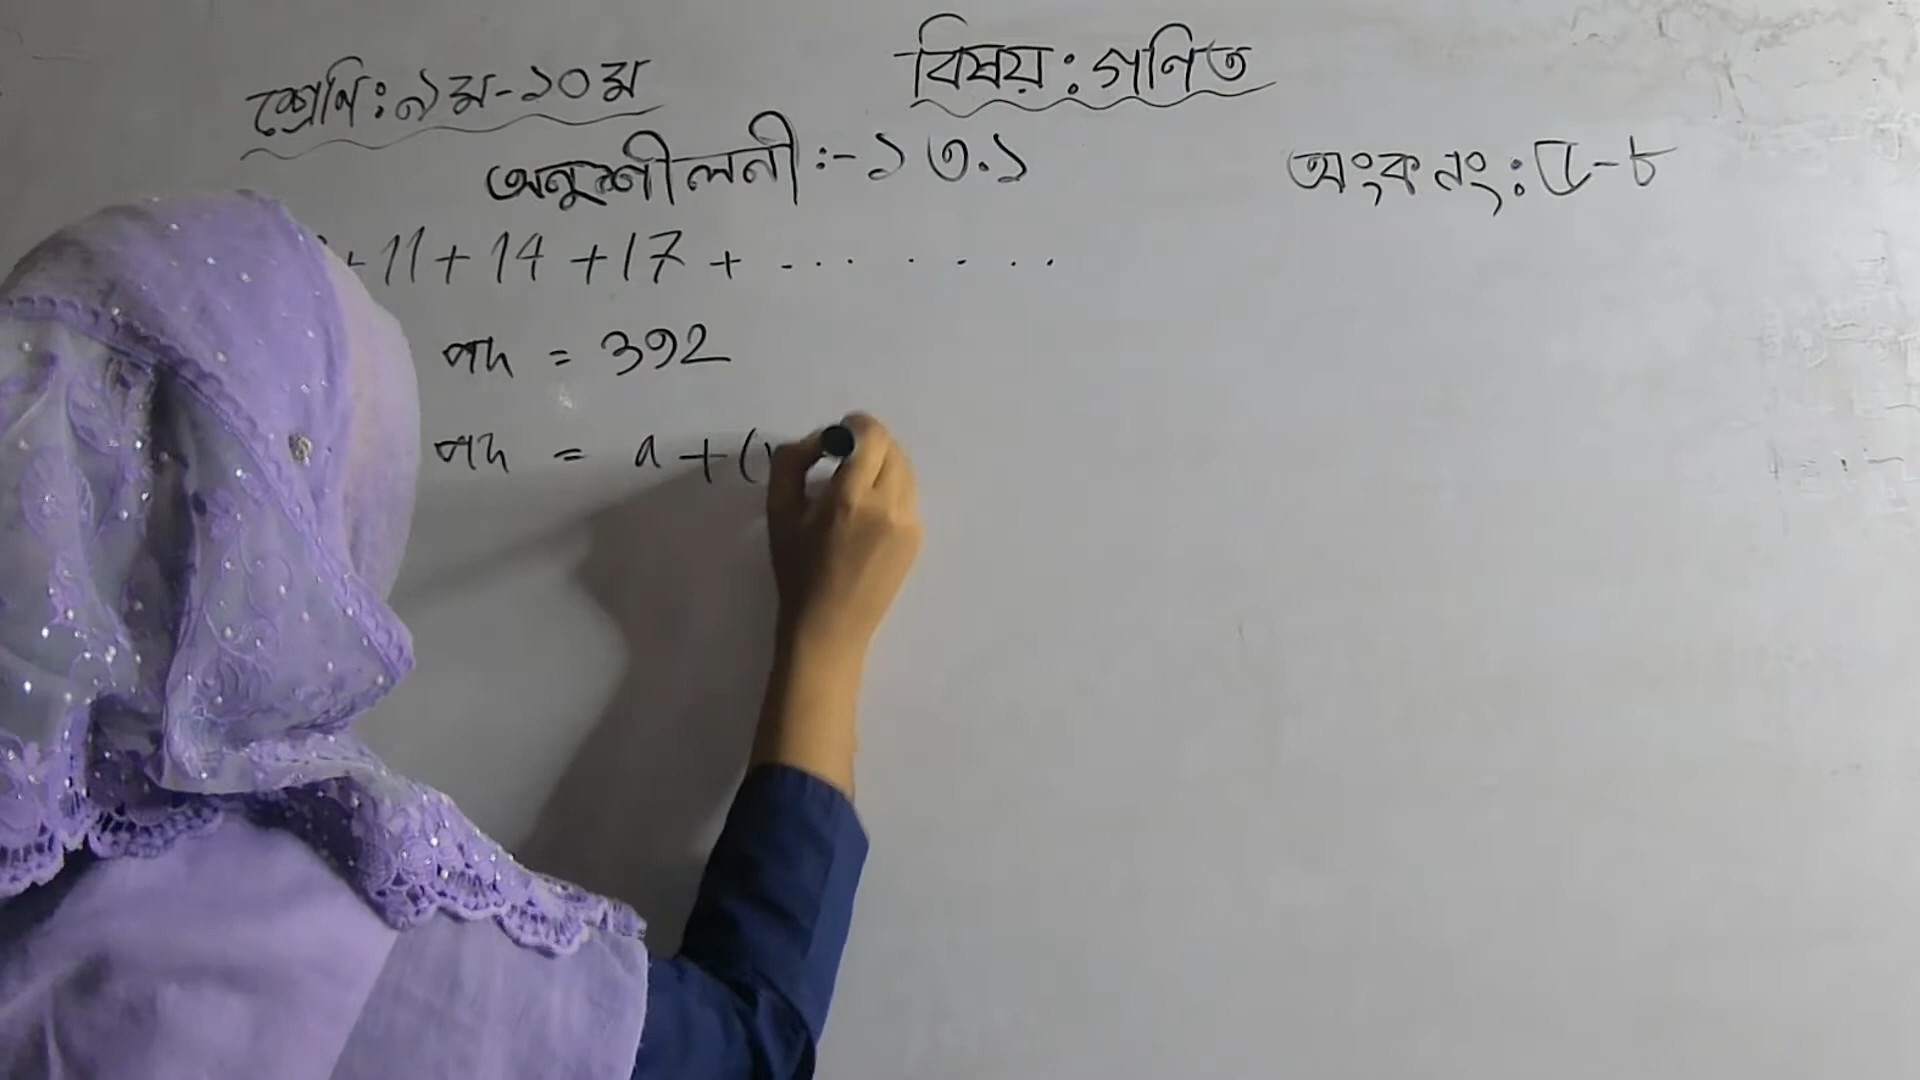 শ্রেণি: ৯ম-১০ম
বিষয়: গণিত
অনুশীলনী :- ১৩.১
অংক নং: ৫-৮
+ 11 + 14 + 17 + ..........
পদ = 392
পদ = a + (